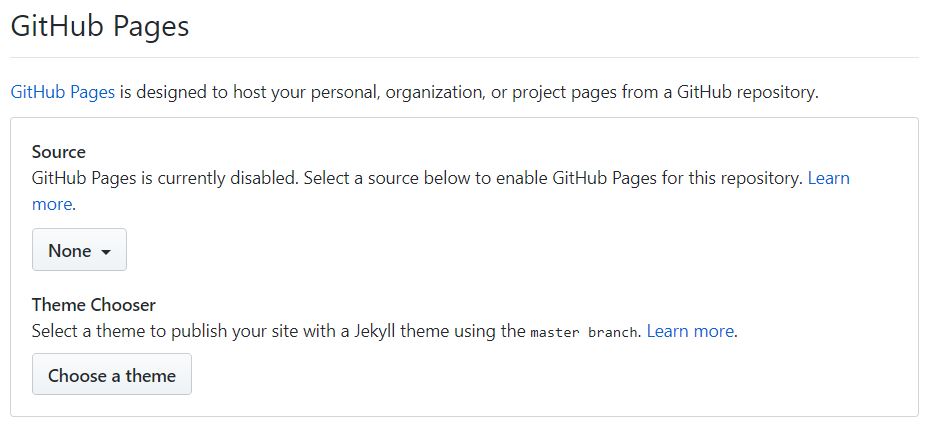 GitHub Pages
GitHub Pages is designed to host your personal, organization, or project pages from a GitHub repository.
Source
GitHub Pages is currently disabled. Select a source below to enable GitHub Pages for this repository. Learn
more.
None
Theme Chooser
Select a theme to publish your site with a Jekyll theme using the master branch. Learn more.
Choose a theme